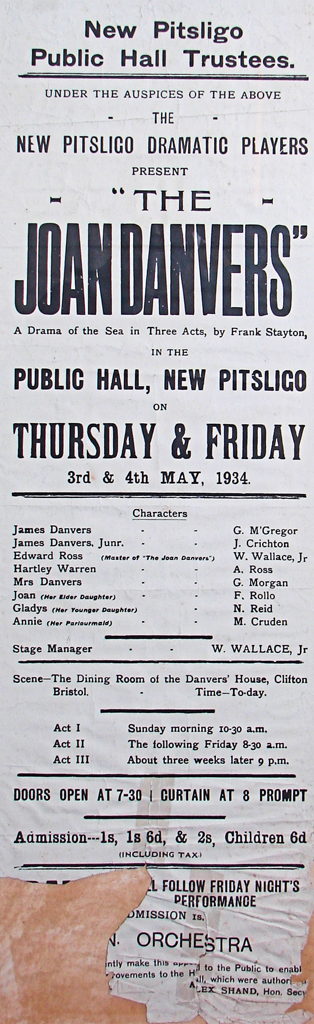 New Pitsligo
Public Hall Trustees.
UNDER THE AUSPICES OF THE ABOVE
- THE -
NEW PITSLIGO DRAMATIC PLAYERS
PRESENT
- "THE -
JOAN DANVERS"
A Drama of the Sea in Three Acts, by Frank Stayton,
IN THE
PUBLIC HALL, NEW PITSLIGO
ON
THURSDAY & FRIDAY
3rd & 4th MAY, 1934.
Characters
James Danvers - - G. M'Gregor
James Danvers, Junr. - - J. Crichton
Edward Ross (Master of "The Joan Danvers") W. Wallace, Jr
Hartley Warren - - A. Ross
Mrs Danvers - - G. Morgan
Joan (Her Elder Daughter) - F. Rollo
Gladys (Her Younger Daughter) - N. Reid
Annie (Her Parlourmaid) - - M. Cruden
Stage Manager - - W. WALLACE, Jr
Scene—The Dining Room of the Danvers' House, Clifton
Bristol. - Time—To-day.
Act I Sunday morning 10-30 a.m.
Act II The following Friday 8-30 a.m.
Act III About three weeks later 9 p.m.
DOORS OPEN AT 7-30 | CURTAIN AT 8 PROMPT
Admission---1s, 1s 6d, & 2s, Children 6d
(INCLUDING TAX)
FOLLOW FRIDAY NIGHT'S
PERFORMANCE
DMISSION 1s.
N. ORCHESTRA
ntly make this to the Public to enabl
ovements to the H all, which were author
LEX. SHAND, Hon. Secy